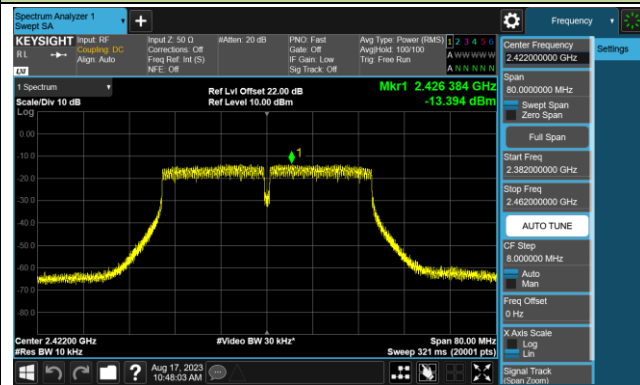 Spectrum Analyzer 1
Swept SA
Frequency
KEYSIGHT
Input: RF
Input Z: 50 Ω
#Atten: 20 dB
PNO: Fast
Avg Type: Power (RMS)
1 2 3 4 5 6
RL
Coupling: DC
Corrections: Off
Gate: Off
Avg|Hold: 100/100
A W W W W W
Align: Auto
Freq Ref: Int (S)
IF Gain: Low
Trig: Free Run
LXI
NFE: Off
Sig Track: Off
A N N N N N
1 Spectrum
Ref Lvl Offset 22.00 dB
Mkr1 2.426 384 GHz
Scale/Div 10 dB
Ref Level 10.00 dBm
-13.394 dBm
Log
1
0.00
-10.0
-20.0
-30.0
-40.0
-50.0
-60.0
-70.0
-80.0
Center 2.42200 GHz
#Video BW 30 kHz*
Span 80.00 MHz
#Res BW 10 kHz
Sweep 321 ms (20001 pts)
Aug 17, 2023
10:48:03 AM
Center Frequency
2.422000000 GHz
Settings
Span
80.0000000 MHz
Swept Span
Zero Span
Full Span
Start Freq
2.382000000 GHz
Stop Freq
2.462000000 GHz
AUTO TUNE
CF Step
8.000000 MHz
Auto
Man
Freq Offset
0 Hz
X Axis Scale
Log
Lin
Signal Track
(Span Zoom)